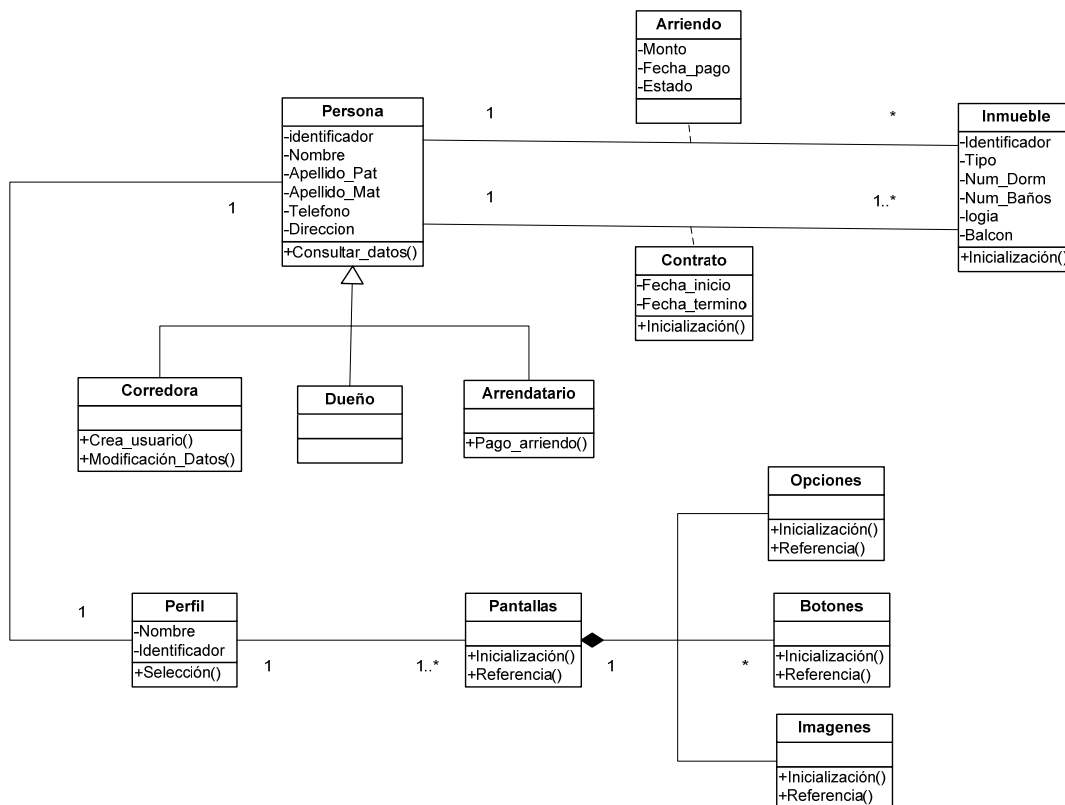 Arriendo
-Monto
-Fecha_pago
-Estado
Persona
-identificador
-Nombre
-Apellido_Pat
-Apellido_Mat
-Telefono
-Direccion
+Consultar_datos()
1
*
Inmueble
-Identificador
-Tipo
-Num_Dorm
-Num_Baños
-logia
-Balcon
+Inicialización()
1
1
1..*
Contrato
-Fecha_inicio
-Fecha_termino
+Inicialización()
Corredora
+Crea_usuario()
+Modificación_Datos()
Dueño
Arrendatario
+Pago_arriendo()
Opciones
+Inicialización()
+Referencia()
1
Perfil
-Nombre
-Identificador
+Selección()
1
1..*
Pantallas
+Inicialización()
+Referencia()
1
*
Botones
+Inicialización()
+Referencia()
Imagenes
+Inicialización()
+Referencia()